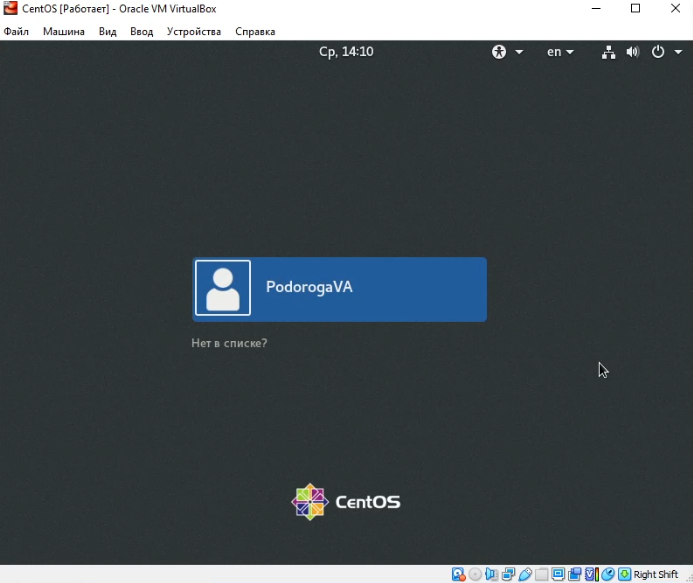 CentOS [Работает] - Oracle VM VirtualBox
Файл Машина Вид Ввод Устройства Справка
Ср, 14:10 en
PodorogaVA
Нет в списке?
CentOS
Right Shift